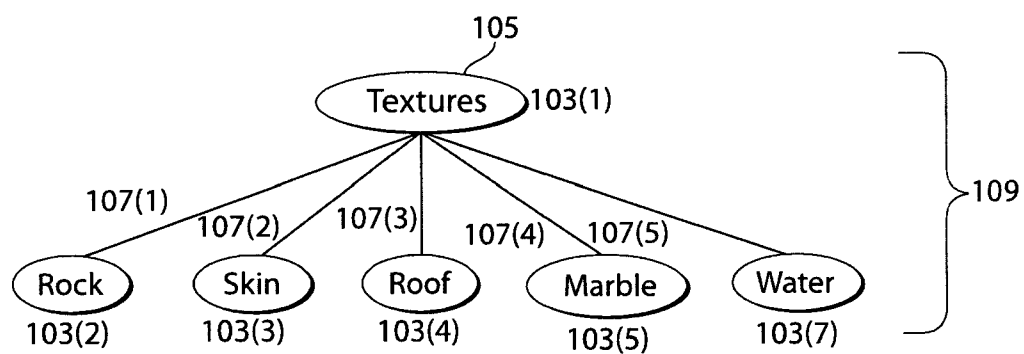 105
Textures 103(1)
109
107(1) 107(2) 107(3) 107(4) 107(5)
Rock Skin Roof Marble Water
103(2) 103(3) 103(4) 103(5) 103(7)